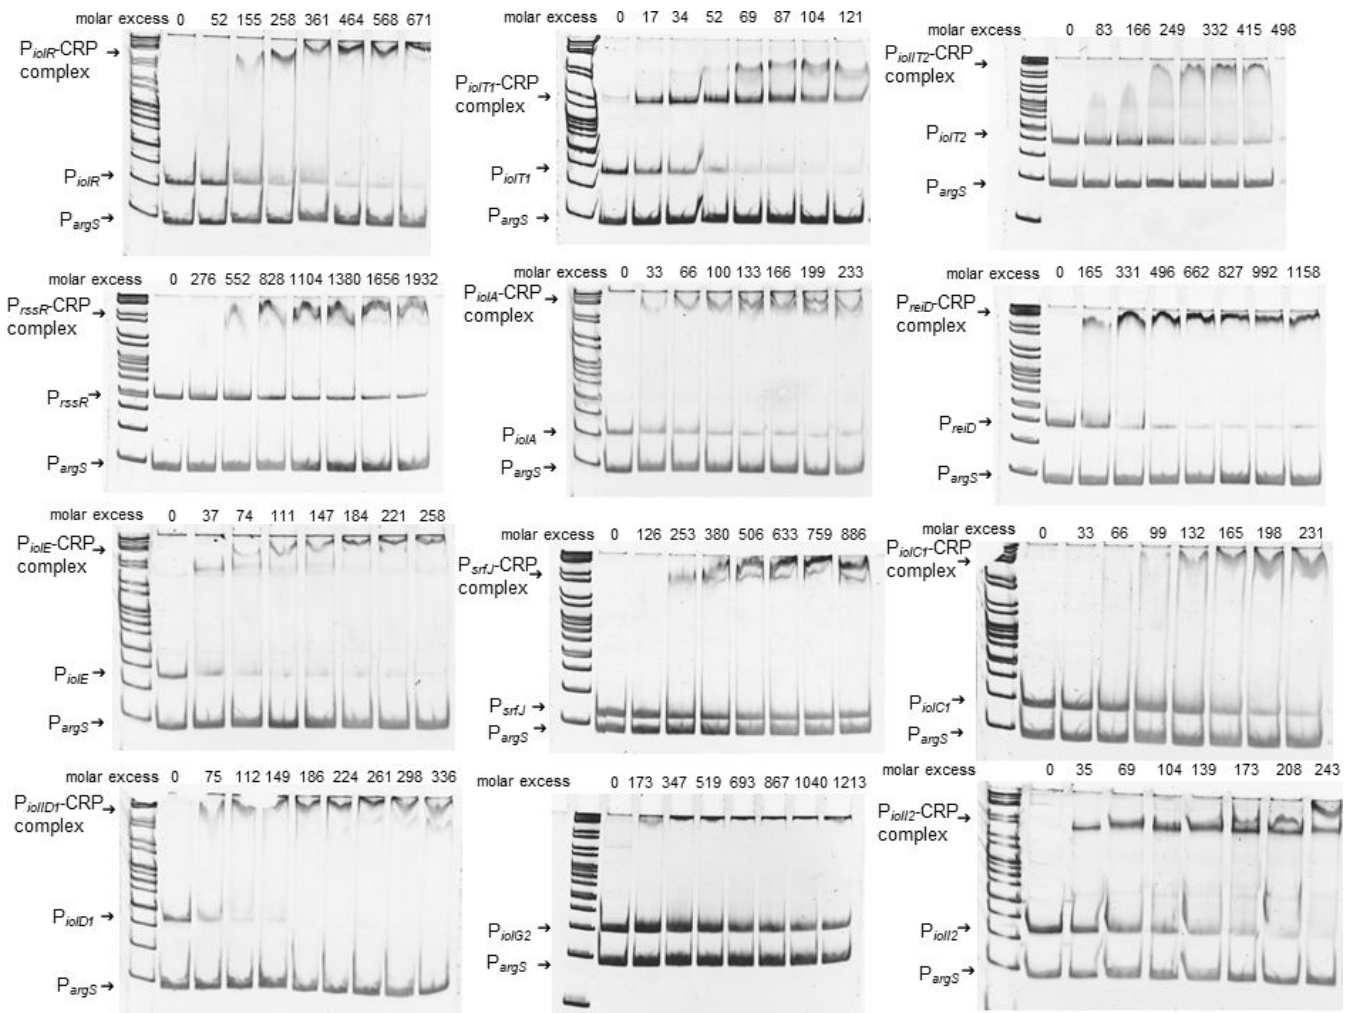 molar excess 0 52 155 258 361 464 568 671
PiolR-CRP
complex
PiolR
PargS
molar excess 0 17 34 52 69 87 104 121
PiolT1-CRP
complex
PiolT1
PargS
molar excess 0 83 166 249 332 415 498
PiolIT2-CRP
complex
PiolT2
PargS
molar excess 0 276 552 828 1104 1380 1656 1932
PrssR-CRP
complex
PrssR
PargS
molar excess 0 33 66 100 133 166 199 233
PiolA-CRP
complex
PiolA
PargS
molar excess 0 165 331 496 662 827 992 1158
PreiD-CRP
complex
PreiD
PargS
molar excess 0 37 74 111 147 184 221 258
PiolE-CRP
complex
PiolE
PargS
molar excess 0 126 253 380 506 633 759 886
PsrfJ-CRP
complex
PsrfJ
PargS
molar excess 0 33 66 99 132 165 198 231
PiolC1-CRP
complex
PiolC1
PargS
molar excess 0 75 112 149 186 224 261 298 336
PiolID1-CRP
complex
PiolD1
PargS
molar excess 0 173 347 519 693 867 1040 1213
PiolG2
PargS
molar excess 0 35 69 104 139 173 208 243
PiolI2-CRP
complex
PiolI2
PargS